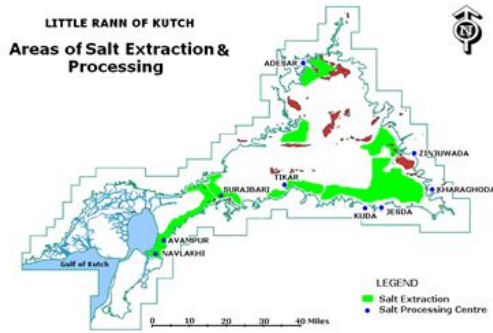 LITTLE RANN OF KUTCH
Areas of Salt Extraction &
Processing
N
ADESAR
ZINJUWADA
TIKAR
KHARAGHODA
SURAJBARI
KUDA
JESDA
AVAMPUR
NAVLAKHI
Gulf of Kutch
LEGEND
Salt Extraction
Salt Processing Centre
0 10 20 40 Miles